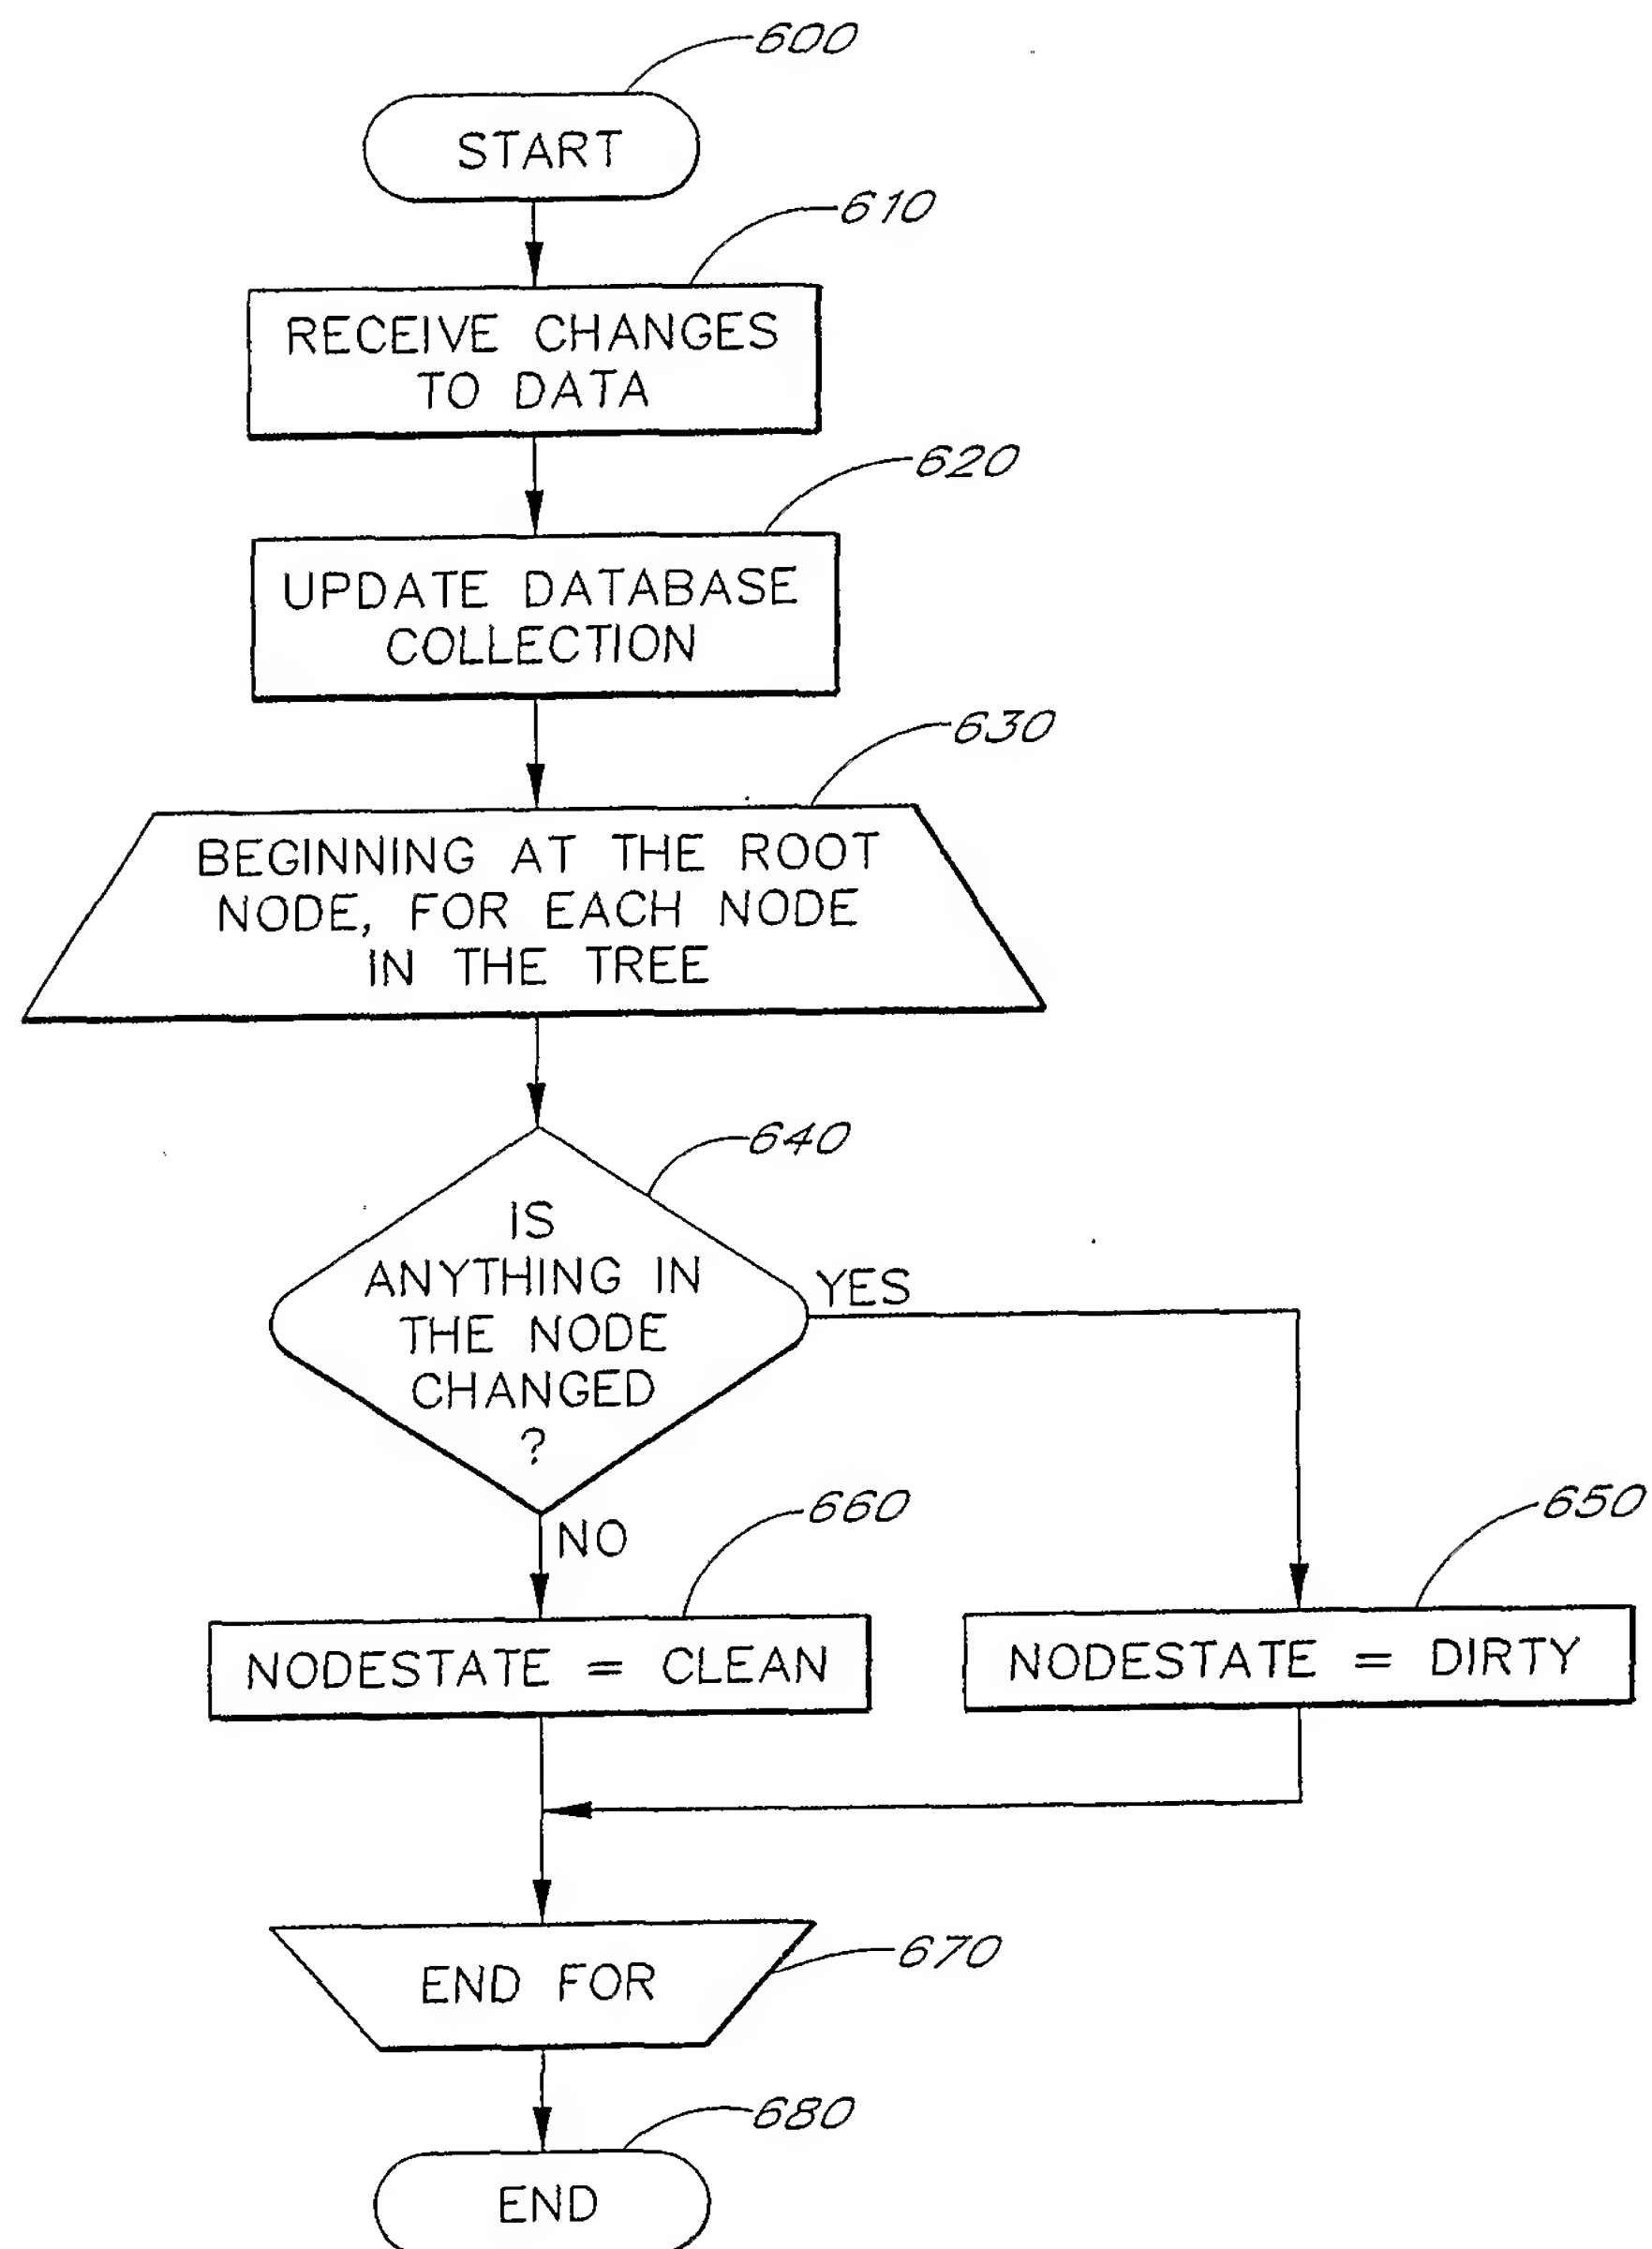 600
START
610
RECEIVE CHANGES
TO DATA
620
UPDATE DATABASE
COLLECTION
630
BEGINNING AT THE ROOT
NODE, FOR EACH NODE
IN THE TREE
640
IS
ANYTHING IN
THE NODE
CHANGED
?
YES
NO
660
NODESTATE = CLEAN
650
NODESTATE = DIRTY
670
END FOR
680
END